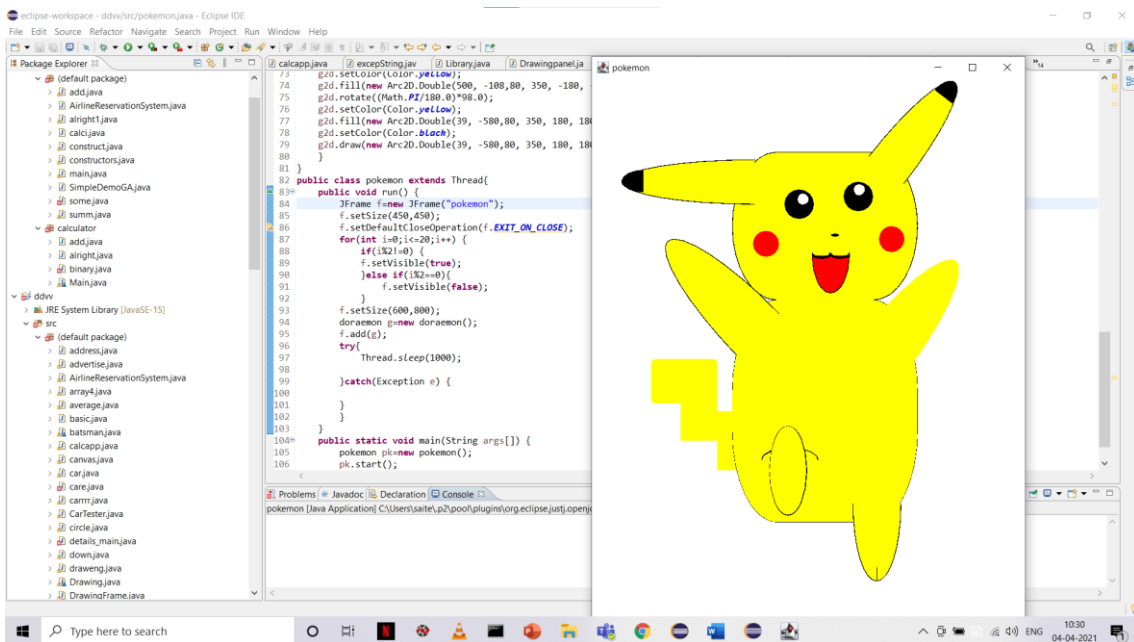 eclipse-workspace - ddvv/src/pokemon.java - Eclipse IDE
File Edit Source Refactor Navigate Search Project Run Window Help
Package Explorer
(default package)
add.java
AirlineReservationSystem.java
alright1.java
calci.java
construct.java
constructors.java
main.java
SimpleDemoGA.java
some.java
summ.java
calculator
add.java
alright.java
binary.java
Main.java
ddvv
JRE System Library [JavaSE-15]
src
(default package)
address.java
advertise.java
AirlineReservationSystem.java
array4.java
average.java
basic.java
batsman.java
calcapp.java
canvas.java
car.java
care.java
carrrr.java
CarTester.java
circle.java
details_main.java
down.java
draweng.java
Drawing.java
DrawingFrame.java
calcapp.java excepString.jav Library.java Drawingpanel.ja
73 g2d.setColor(Color.yellow);
74 g2d.fill(new Arc2D.Double(500, -108,80, 350, -180, -
75 g2d.rotate((Math.PI/180.0)*98.0);
76 g2d.setColor(Color.yellow);
77 g2d.fill(new Arc2D.Double(39, -580,80, 350, 180, 180
78 g2d.setColor(Color.black);
79 g2d.draw(new Arc2D.Double(39, -580,80, 350, 180, 180
80 }
81 }
82 public class pokemon extends Thread{
83 public void run() {
84 JFrame f=new JFrame("pokemon");
85 f.setSize(450,450);
86 f.setDefaultCloseOperation(f.EXIT_ON_CLOSE);
87 for(int i=0;i<=20;i++) {
88 if(i%2!=0) {
89 f.setVisible(true);
90 }else if(i%2==0){
91 f.setVisible(false);
92 }
93 f.setSize(600,800);
94 doraemon g=new doraemon();
95 f.add(g);
96 try{
97 Thread.sleep(1000);
98
99 }catch(Exception e) {
100
101 }
102 }
103 }
104 public static void main(String args[]) {
105 pokemon pk=new pokemon();
106 pk.start();
Problems Javadoc Declaration Console
pokemon [Java Application] C:\Users\saite\.p2\pool\plugins\org.eclipse.justj.openj
pokemon
Type here to search
ENG
10:30
04-04-2021